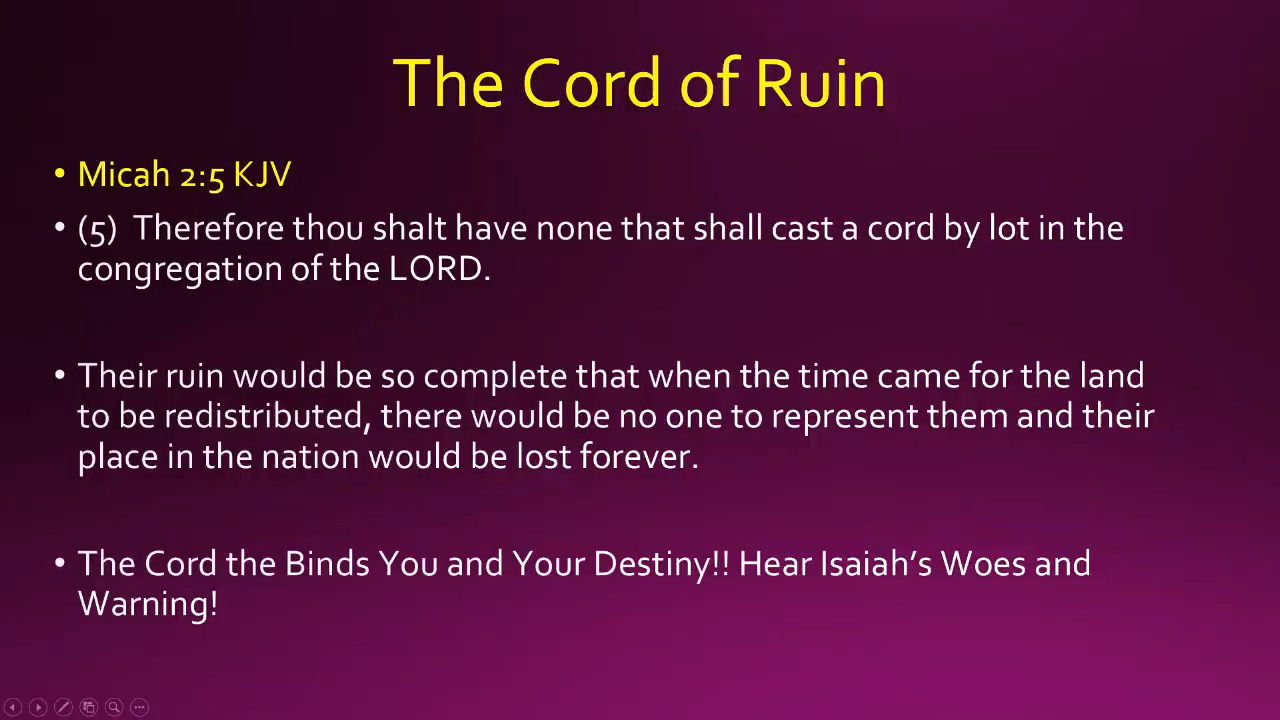 The Cord of Ruin
• Micah 2:5 KJV
• (5)  Therefore thou shalt have none that shall cast a cord by lot in the
congregation of the LORD.
• Their ruin would be so complete that when the time came for the land
to be redistributed, there would be no one to represent them and their
place in the nation would be lost forever.
• The Cord the Binds You and Your Destiny!! Hear Isaiah’s Woes and
Warning!